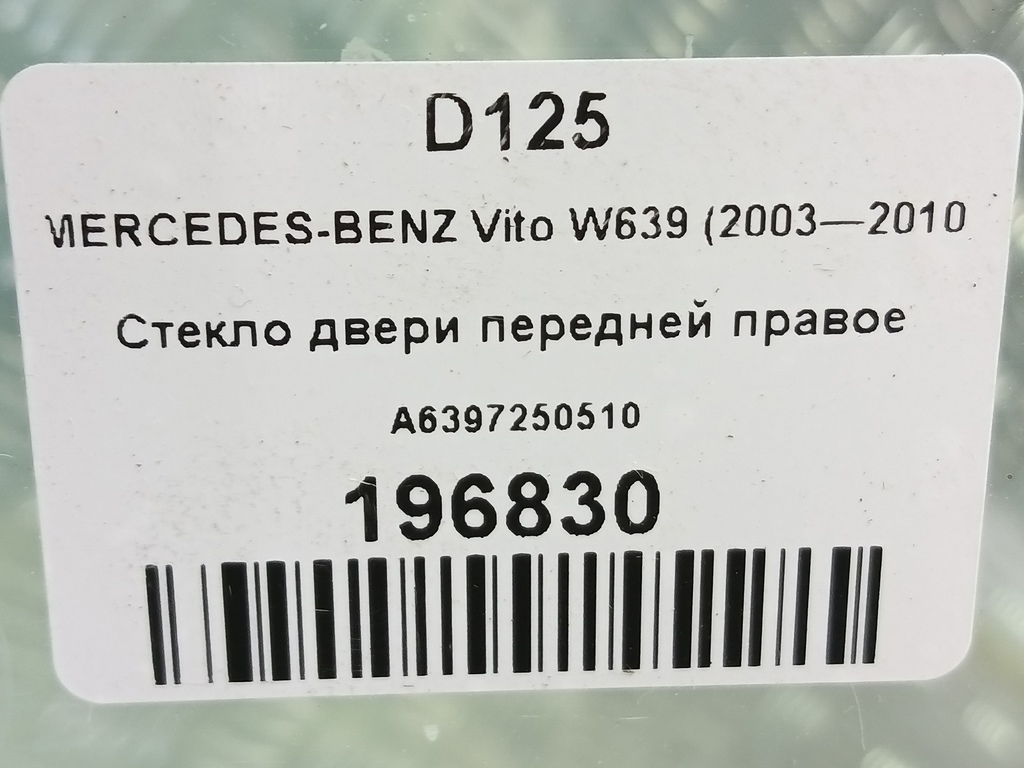 D125
MERCEDES-BENZ Vito W639 (2003—2010
Стекло двери передней правое
A6397250510
196830